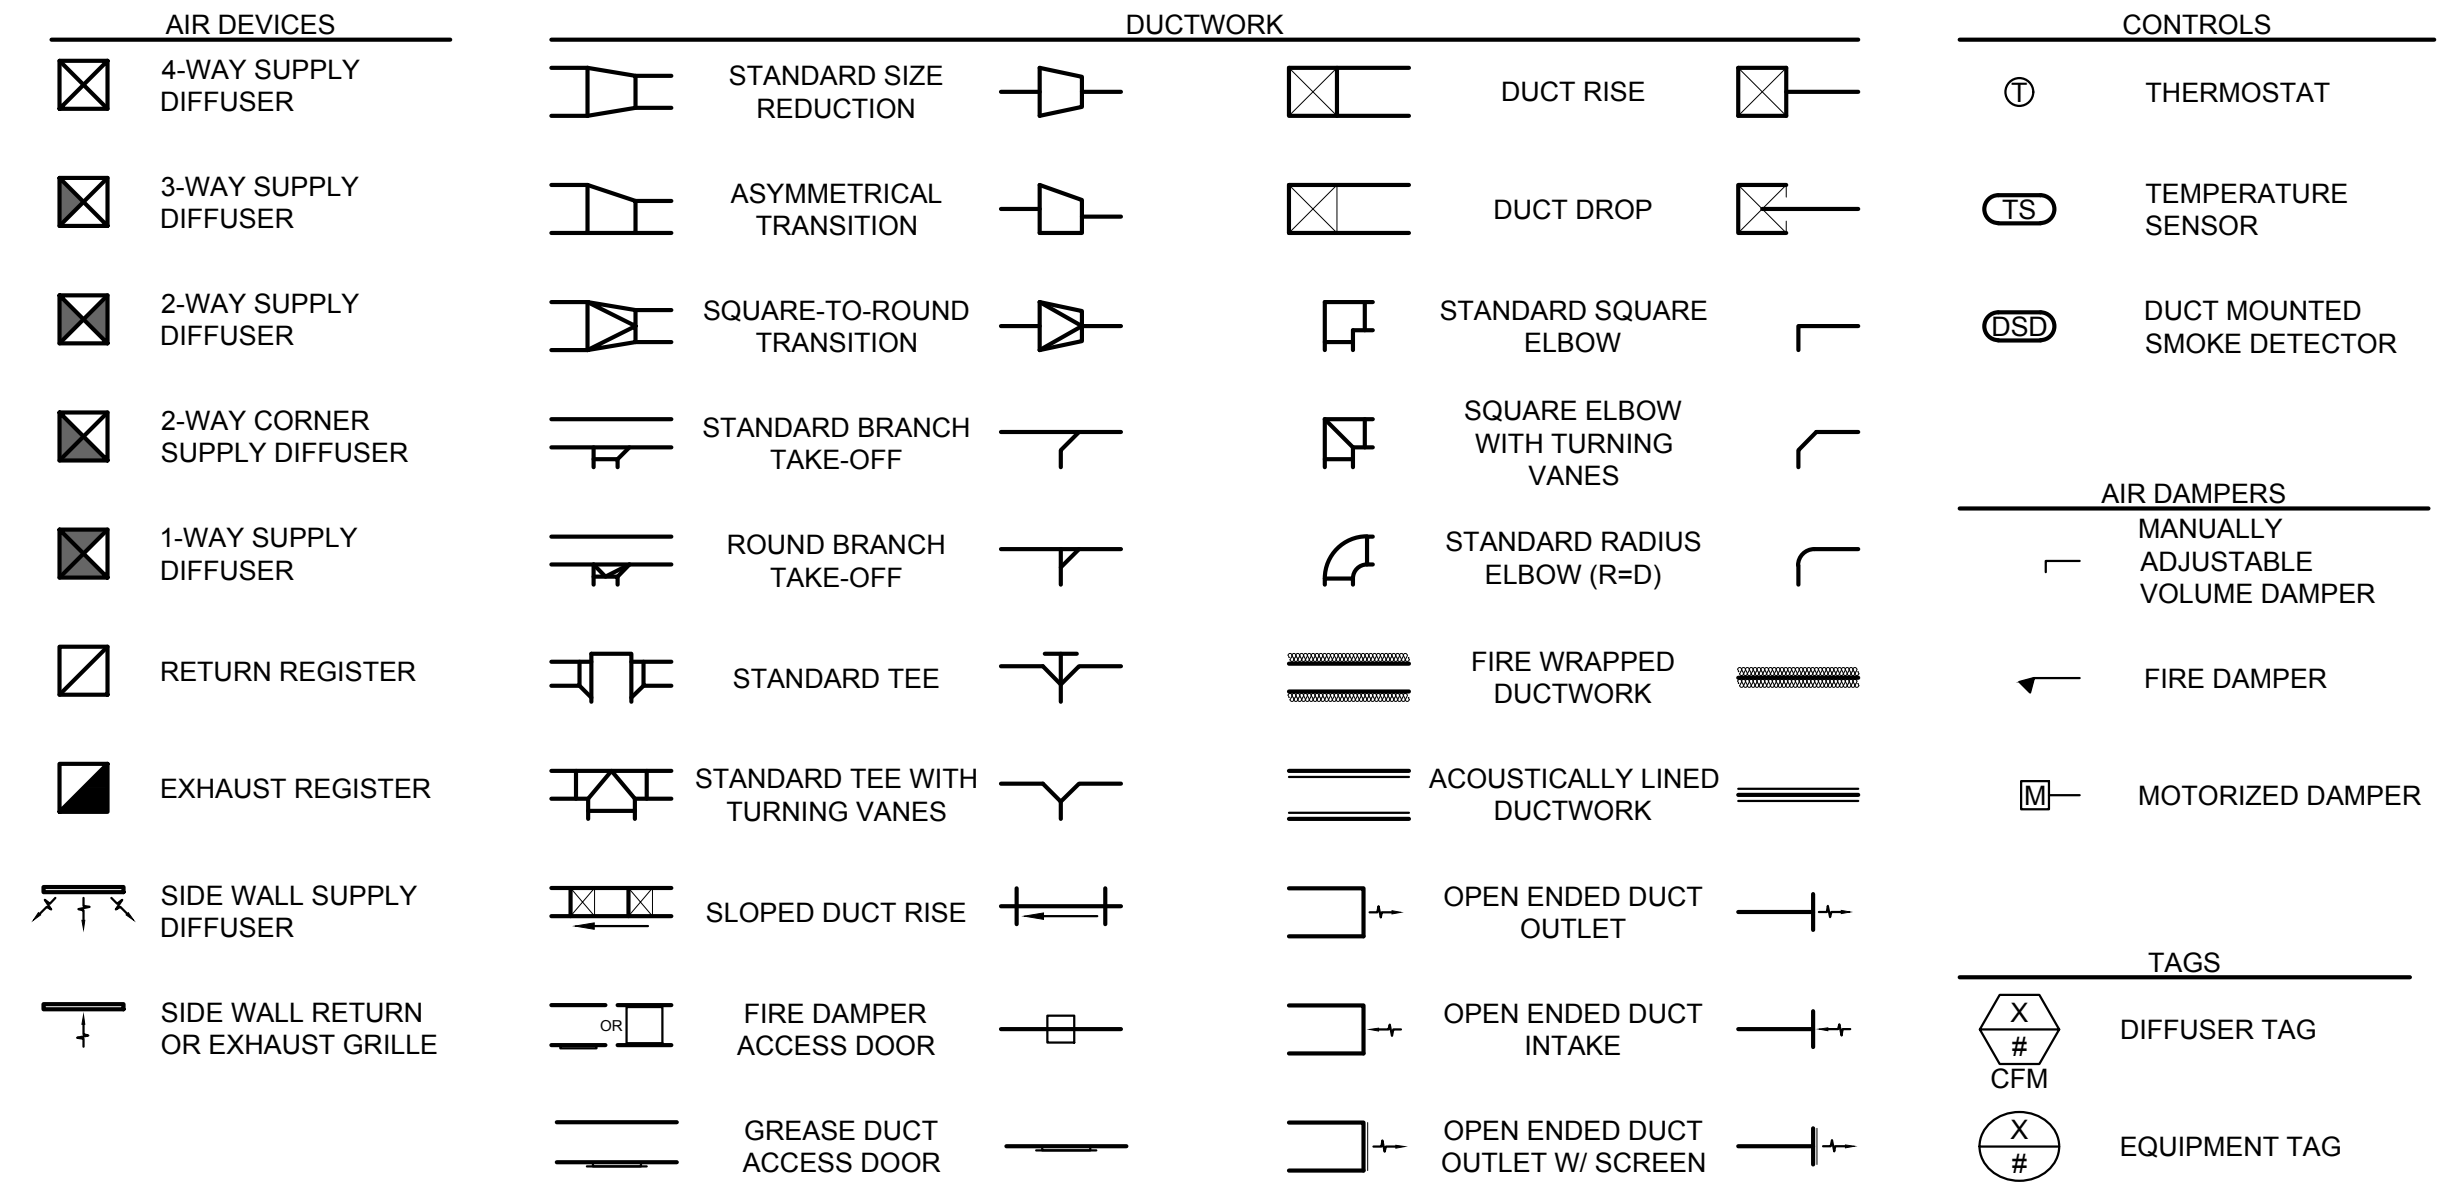 AIR DEVICES
4-WAY SUPPLY
DIFFUSER
3-WAY SUPPLY
DIFFUSER
2-WAY SUPPLY
DIFFUSER
2-WAY CORNER
SUPPLY DIFFUSER
1-WAY SUPPLY
DIFFUSER
RETURN REGISTER
EXHAUST REGISTER
SIDE WALL SUPPLY
DIFFUSER
SIDE WALL RETURN
OR EXHAUST GRILLE
DUCTWORK
STANDARD SIZE
REDUCTION
ASYMMETRICAL
TRANSITION
SQUARE-TO-ROUND
TRANSITION
STANDARD BRANCH
TAKE-OFF
ROUND BRANCH
TAKE-OFF
STANDARD TEE
STANDARD TEE WITH
TURNING VANES
SLOPED DUCT RISE
OR
FIRE DAMPER
ACCESS DOOR
GREASE DUCT
ACCESS DOOR
DUCT RISE
DUCT DROP
STANDARD SQUARE
ELBOW
SQUARE ELBOW
WITH TURNING
VANES
STANDARD RADIUS
ELBOW (R=D)
FIRE WRAPPED
DUCTWORK
ACOUSTICALLY LINED
DUCTWORK
OPEN ENDED DUCT
OUTLET
OPEN ENDED DUCT
INTAKE
OPEN ENDED DUCT
OUTLET W/ SCREEN
CONTROLS
T
THERMOSTAT
TS
TEMPERATURE
SENSOR
DSD
DUCT MOUNTED
SMOKE DETECTOR
AIR DAMPERS
MANUALLY
ADJUSTABLE
VOLUME DAMPER
FIRE DAMPER
M
MOTORIZED DAMPER
TAGS
X
#
CFM
DIFFUSER TAG
X
#
EQUIPMENT TAG